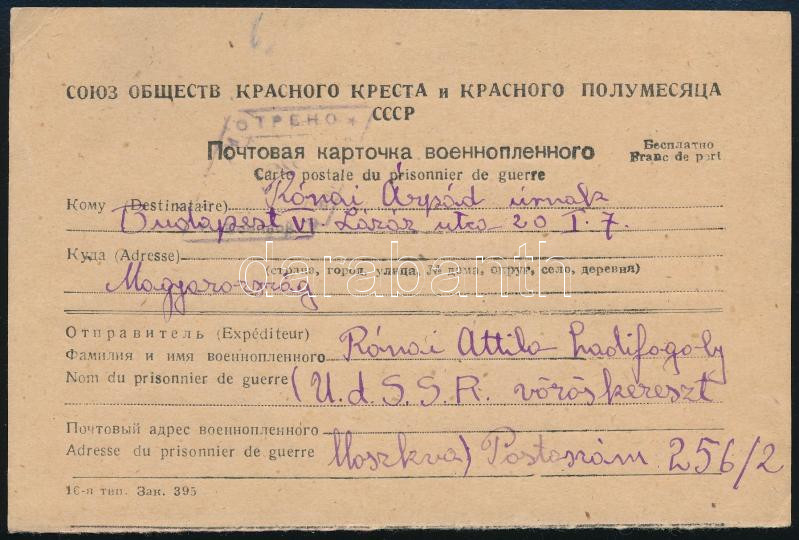 СОЮЗ ОБЩЕСТВ КРАСНОГО КРЕСТА и КРАСНОГО ПОЛУМЕСЯЦА
СССР
ОТРЕНО
Почтовая карточка военнопленного
Carte postale du prisonnier de guerre
Бесплатно
Franc de port
Кому (Destinataire) Rónai Árpád úrnak
Budapest VI. Lázár utca 20 I. 7.
Куда (Adresse)
(страна, город, улица, № дома, округ, село, деревня)
Magyarország
darabanth
Отправитель (Expéditeur)
Фамилия и имя военнопленного Rónai Attila hadifogoly
Nom du prisonnier de guerre (U.d.S.S.R. vöröskereszt
Почтовый адрес военнопленного
Adresse du prisonnier de guerre Moszkva) Postaszám 256/2
16-я тип. Зак. 395